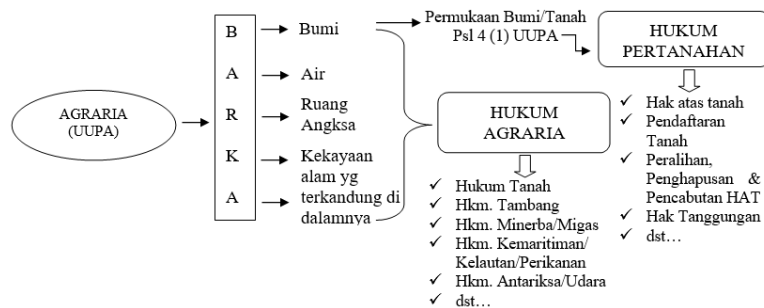 AGRARIA
(UUPA)
B
A
R
K
A
Bumi
Air
Ruang
Angksa
Kekayaan
alam yg
terkandung di
dalamnya
Permukaan Bumi/Tanah
Psl 4 (1) UUPA
HUKUM
PERTANAHAN
✓ Hak atas tanah
✓ Pendaftaran
Tanah
✓ Peralihan,
Penghapusan &
Pencabutan HAT
✓ Hak Tanggungan
✓ dst…
HUKUM
AGRARIA
✓ Hukum Tanah
✓ Hkm. Tambang
✓ Hkm. Minerba/Migas
✓ Hkm. Kemaritiman/
Kelautan/Perikanan
✓ Hkm. Antariksa/Udara
✓ dst…